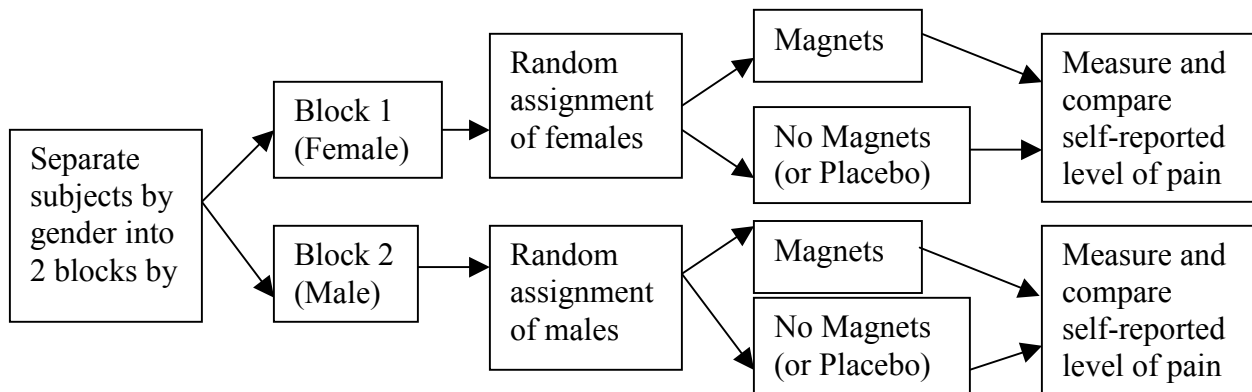 Separate
subjects by
gender into
2 blocks by
Block 1
(Female)
Random
assignment
of females
Magnets
No Magnets
(or Placebo)
Measure and
compare
self-reported
level of pain
Block 2
(Male)
Random
assignment
of males
Magnets
No Magnets
(or Placebo)
Measure and
compare
self-reported
level of pain